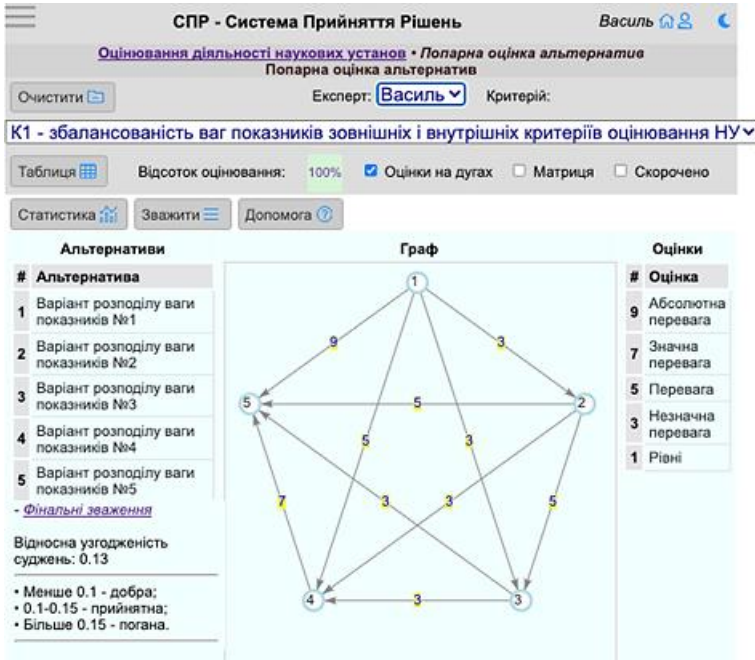 СПР - Система Прийняття Рішень
Василь
Оцінювання діяльності наукових установ • Попарна оцінка альтернатив
Попарна оцінка альтернатив
Очистити
Експерт: Василь
Критерій:
К1 - збалансованість ваг показників зовнішніх і внутрішніх критеріїв оцінювання НУ
Таблиця
Відсоток оцінювання: 100%
Оцінки на дугах
Матриця
Скорочено
Статистика
Зважити
Допомога
Альтернативи
# Альтернатива
1 Варіант розподілу ваги
показників №1
2 Варіант розподілу ваги
показників №2
3 Варіант розподілу ваги
показників №3
4 Варіант розподілу ваги
показників №4
5 Варіант розподілу ваги
показників №5
- Фінальні зваження
Відносна узгодженість
суджень: 0.13
• Менше 0.1 - добра;
• 0.1-0.15 - прийнятна;
• Більше 0.15 - погана.
Граф
1
9
3
5
5
2
5
3
7
3
3
5
4
3
3
Оцінки
# Оцінка
9 Абсолютна
перевага
7 Значна
перевага
5 Перевага
3 Незначна
перевага
1 Рівні